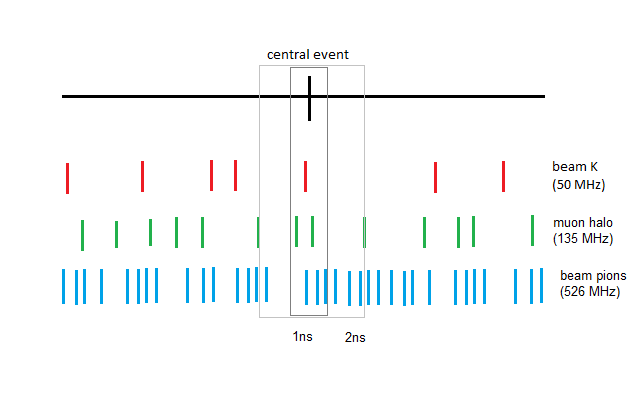 central event
beam K
(50 MHz)
muon halo
(135 MHz)
beam pions
(526 MHz)
1ns
2ns